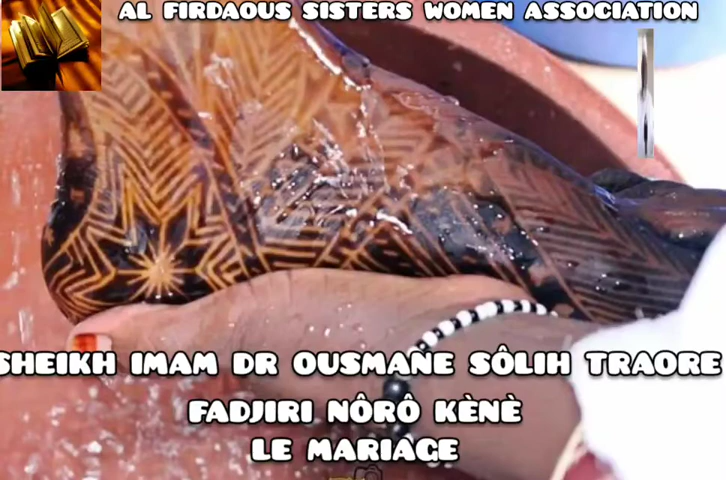 AL FIRDAOUS SISTERS WOMEN ASSOCIATION
SHEIKH IMAM DR OUSMANE SÔLIH TRAORE
FADJIRI NÔRÔ KÈNÈ
LE MARIAGE